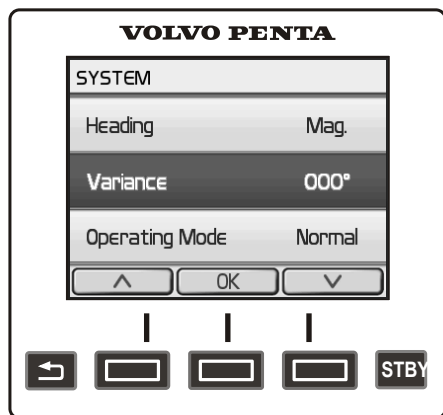 VOLVO PENTA
SYSTEM
Heading Mag.
Variance 000°
Operating Mode Normal
OK
STBY